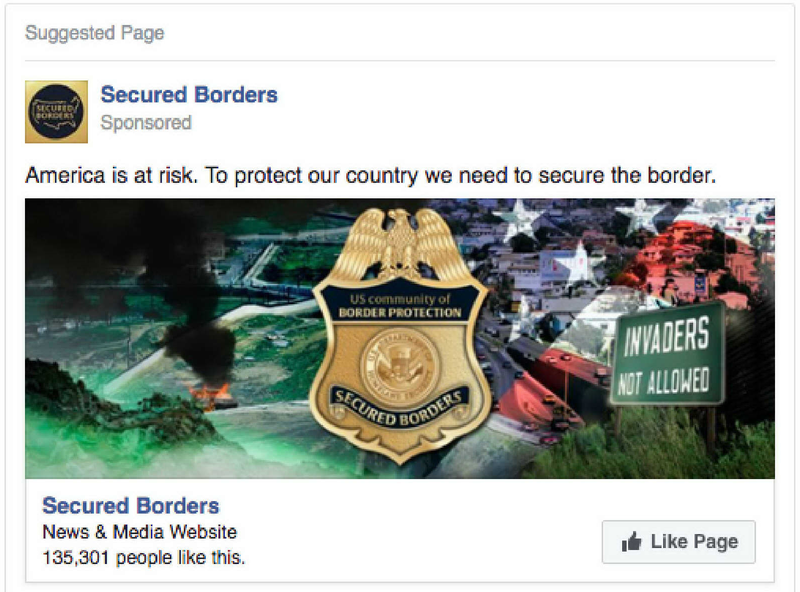 Suggested Page
SECURED
BORDERS
Secured Borders
Sponsored
America is at risk. To protect our country we need to secure the border.
US community of
BORDER PROTECTION
SECURED BORDERS
INVADERS
NOT ALLOWED
Secured Borders
News & Media Website
135,301 people like this.
Like Page